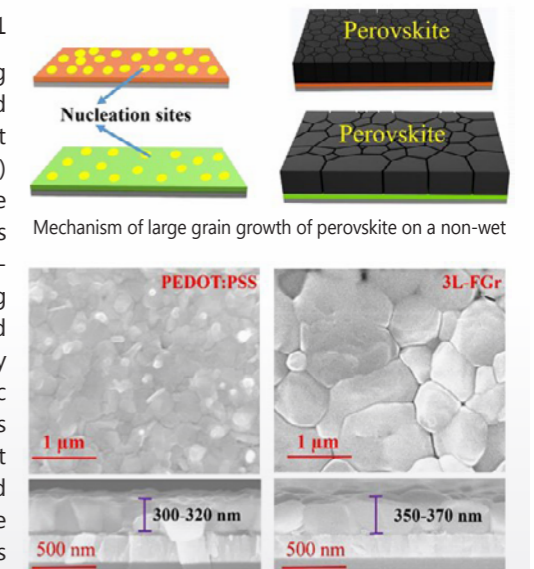 Perovskite
Nucleation sites
Perovskite
Mechanism of large grain growth of perovskite on a non-wet
PEDOT:PSS
3L-FGr
1 μm
1 μm
300-320 nm
350-370 nm
500 nm
500 nm